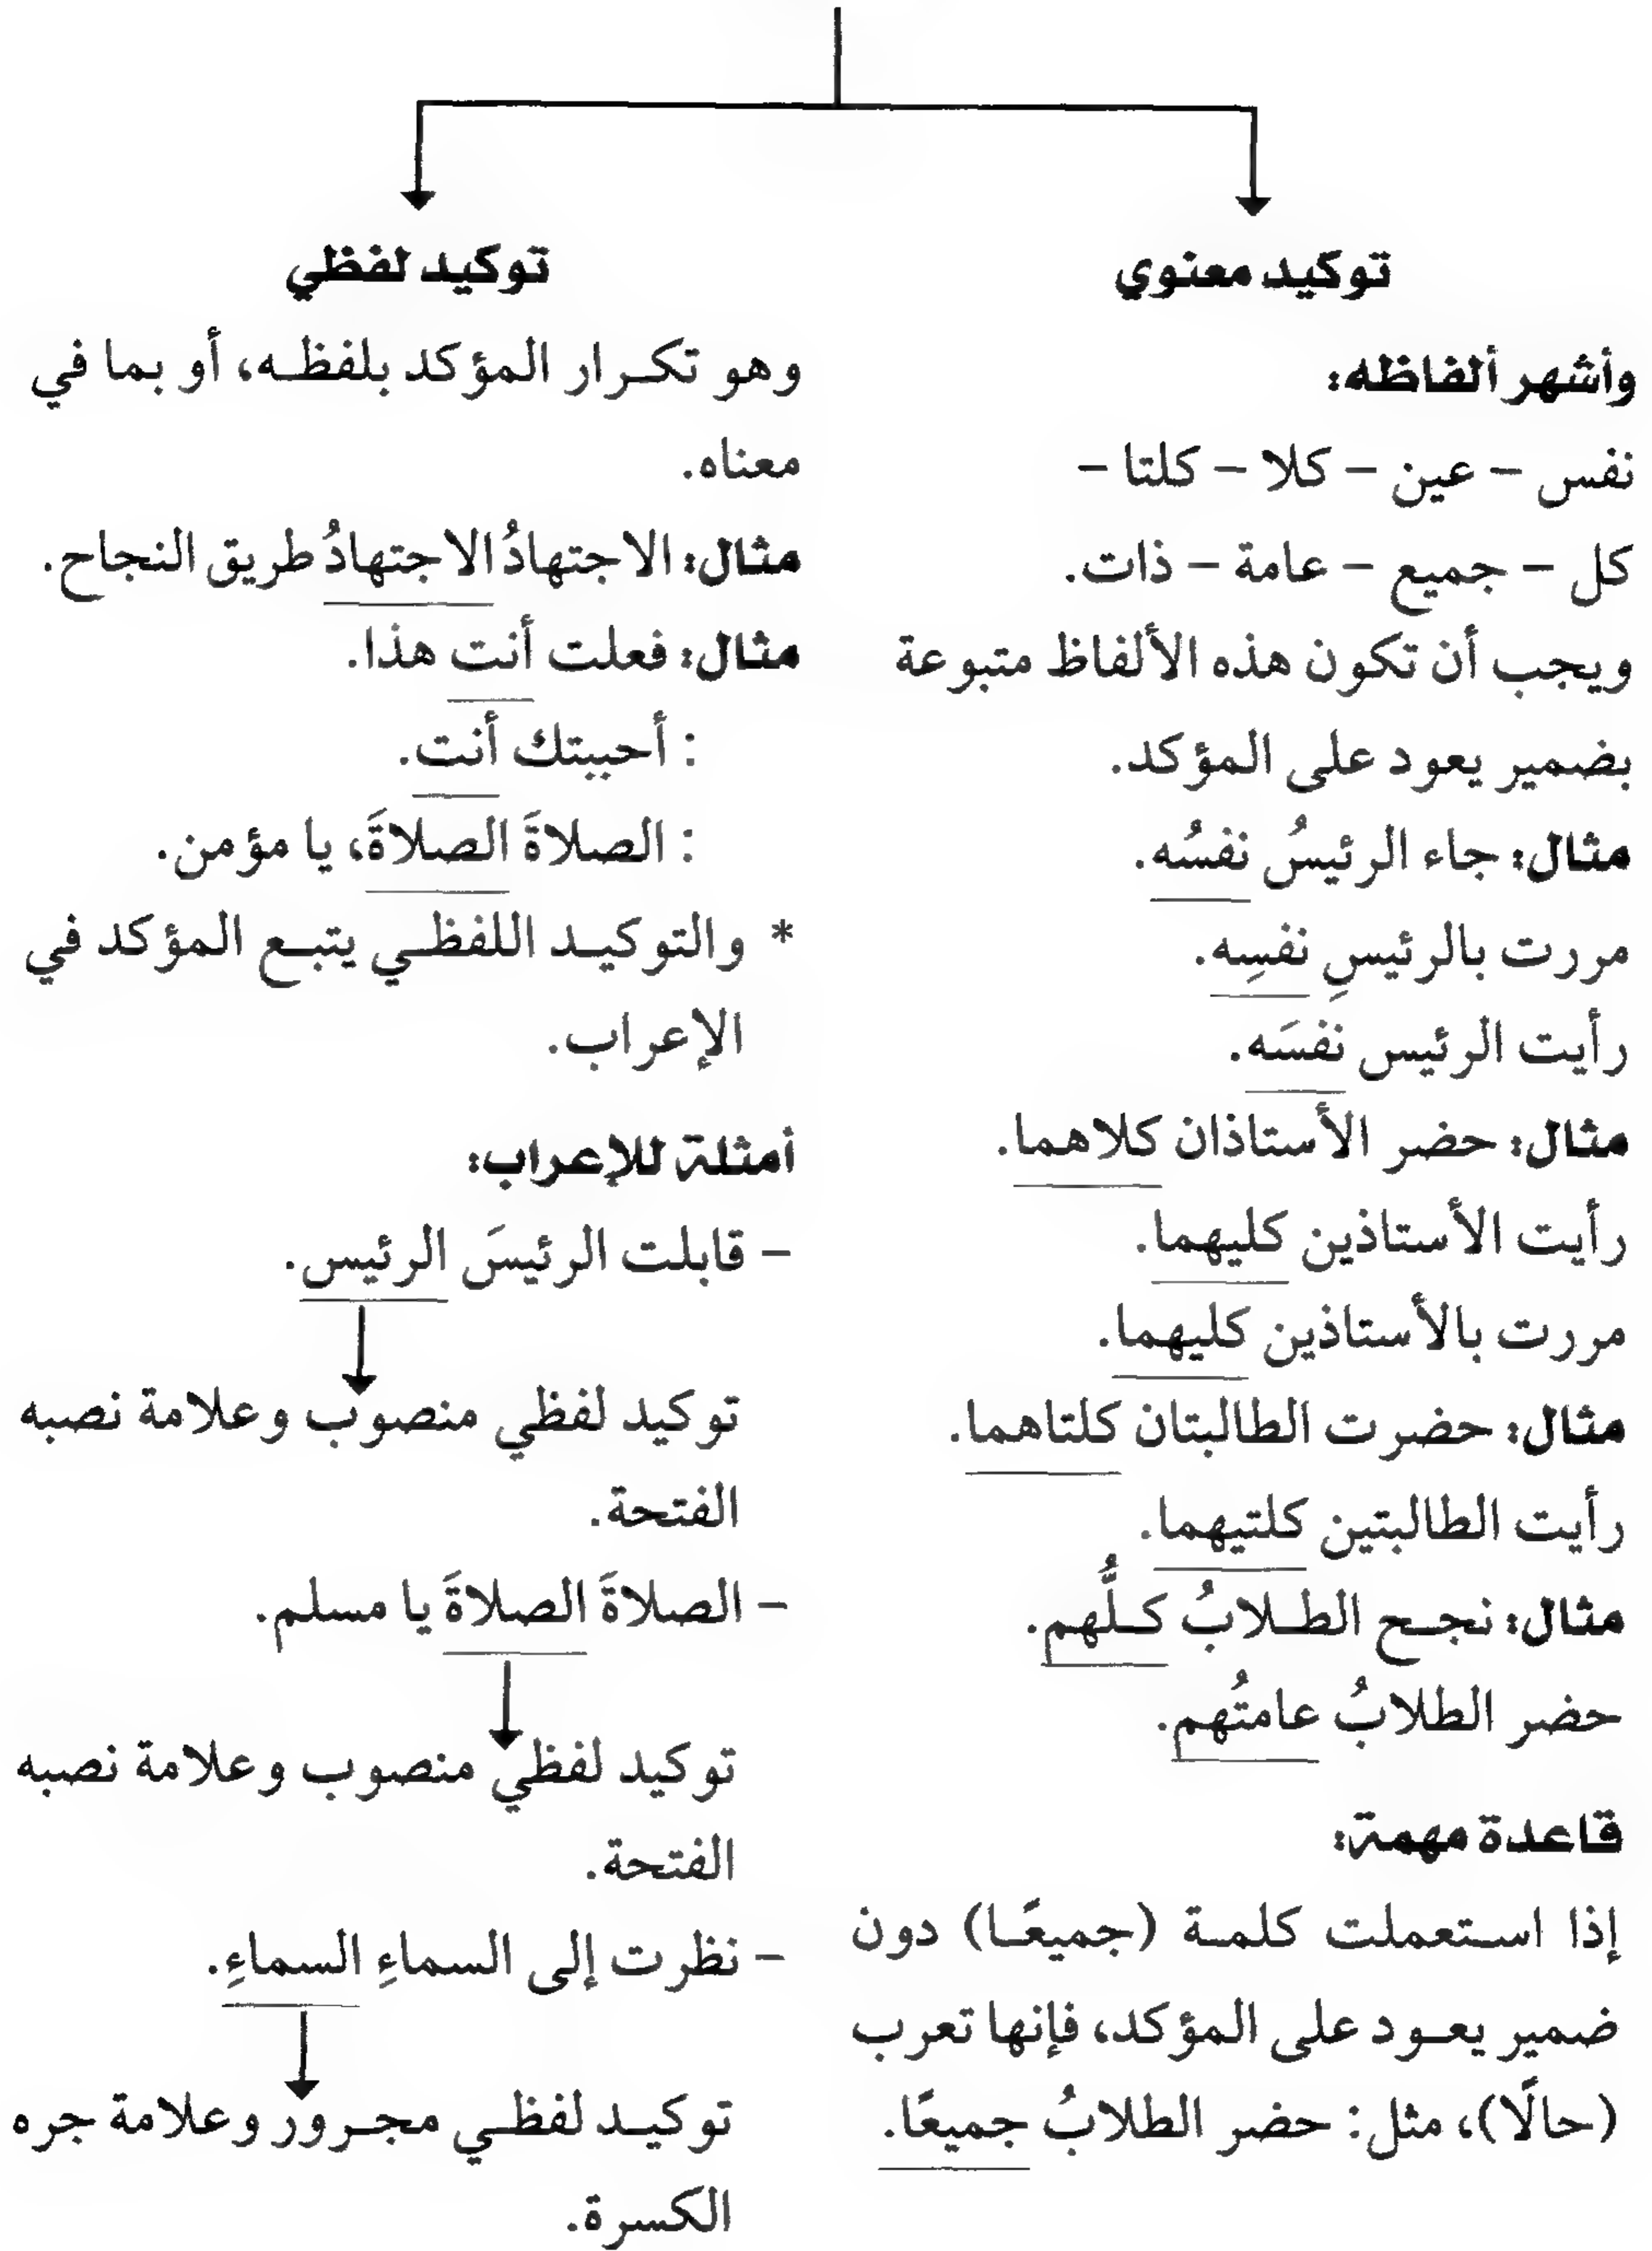 توكيد معنوي
وأشهر ألفاظه:
نفس – عين – كلا – كلتا –
كل – جميع – عامة – ذات.
ويجب أن تكون هذه الألفاظ متبوعة
بضمير يعود على المؤكد.
مثال: جاء الرئيسُ نفسُه.
مررت بالرئيسِ نفسِه.
رأيت الرئيس نفسَه.
مثال: حضر الأستاذان كلاهما.
رأيت الأستاذين كليهما.
مررت بالأستاذين كليهما.
مثال: حضرت الطالبتان كلتاهما.
رأيت الطالبتين كلتيهما.
مثال: نجح الطلابُ كلُّهم.
حضر الطلابُ عامتُهم.
قاعدة مهمة:
إذا استعملت كلمة (جميعًا) دون
ضمير يعود على المؤكد، فإنها تعرب
(حالًا)، مثل: حضر الطلابُ جميعًا.
توكيد لفظي
وهو تكرار المؤكد بلفظه، أو بما في
معناه.
مثال: الاجتهادُ الاجتهادُ طريق النجاح.
مثال: فعلت أنت هذا.
: أحببتك أنت.
: الصلاةَ الصلاةَ، يا مؤمن.
* والتوكيد اللفظي يتبع المؤكد في
الإعراب.
أمثلة للإعراب:
– قابلت الرئيسَ الرئيس.
توكيد لفظي منصوب وعلامة نصبه
الفتحة.
– الصلاةَ الصلاةَ يا مسلم.
توكيد لفظي منصوب وعلامة نصبه
الفتحة.
– نظرت إلى السماءِ السماءِ.
توكيد لفظي مجرور وعلامة جره
الكسرة.